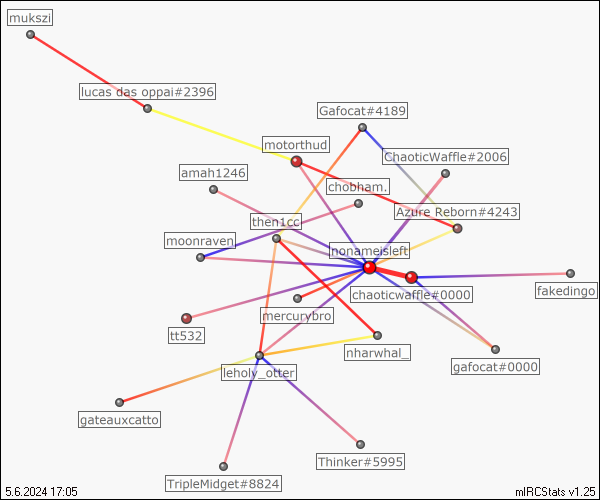 mukszi
lucas das oppai#2396
Gafocat#4189
motorthud
ChaoticWaffle#2006
amah1246
chobham.
Azure Reborn#4243
then1cc
moonraven
nonameisleft
fakedingo
chaoticwaffle#0000
mercurybro
tt532
nharwhal_
gafocat#0000
leholy_otter
gateauxcatto
Thinker#5995
TripleMidget#8824
5.6.2024 17:05
mIRCStats v1.25